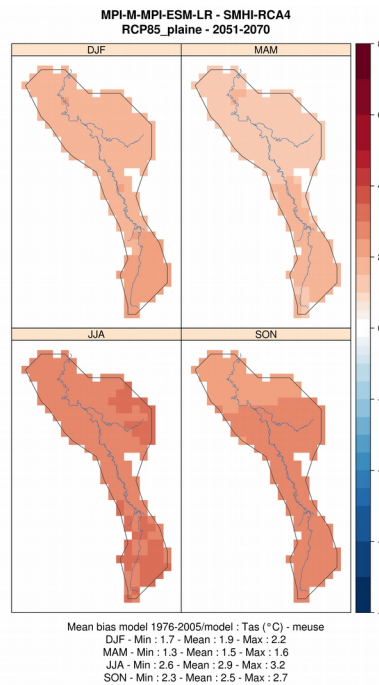 MPI-M-MPI-ESM-LR - SMHI-RCA4
RCP85_plaine - 2051-2070
DJF
MAM
JJA
SON
Mean bias model 1976-2005/model : Tas (°C) - meuse
DJF - Min : 1.7 - Mean : 1.9 - Max : 2.2
MAM - Min : 1.3 - Mean : 1.5 - Max : 1.6
JJA - Min : 2.6 - Mean : 2.9 - Max : 3.2
SON - Min : 2.3 - Mean : 2.5 - Max : 2.7